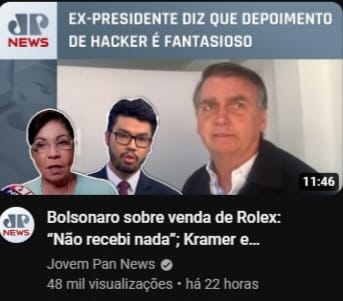 JP
NEWS
EX-PRESIDENTE DIZ QUE DEPOIMENTO
DE HACKER É FANTASIOSO
11:46
JP
NEWS
Bolsonaro sobre venda de Rolex:
“Não recebi nada”; Kramer e...
Jovem Pan News
48 mil visualizações • há 22 horas